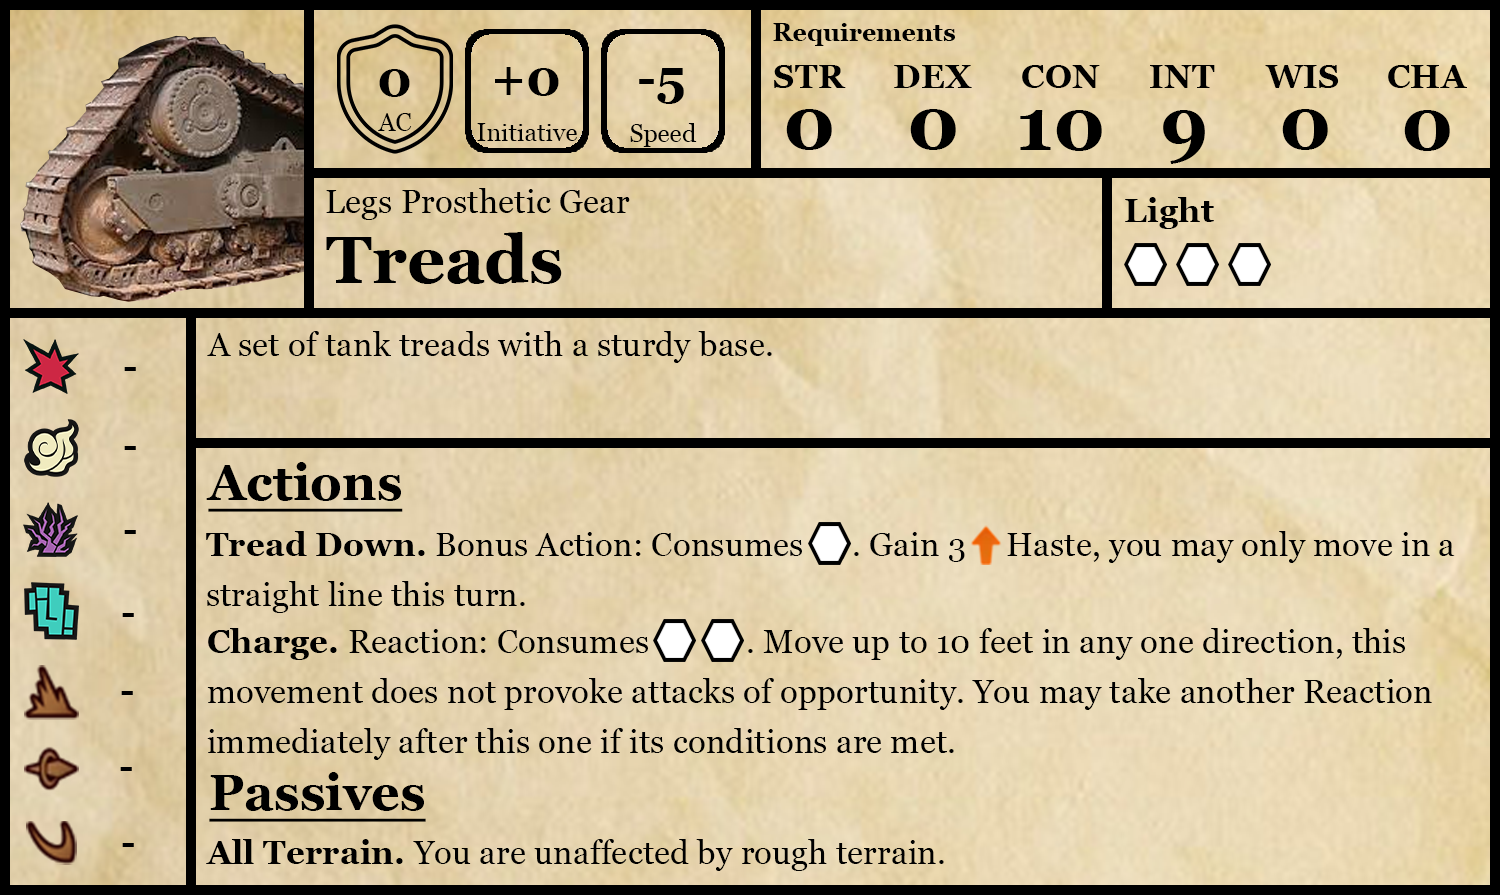 0
AC
+0
Initiative
-5
Speed
Requirements
STR DEX CON INT WIS CHA
0 0 10 9 0 0
Legs Prosthetic Gear
Treads
Light
A set of tank treads with a sturdy base.
-
-
-
-
-
-
-
Actions
Tread Down. Bonus Action: Consumes . Gain 3 Haste, you may only move in a
straight line this turn.
Charge. Reaction: Consumes . Move up to 10 feet in any one direction, this
movement does not provoke attacks of opportunity. You may take another Reaction
immediately after this one if its conditions are met.
Passives
All Terrain. You are unaffected by rough terrain.